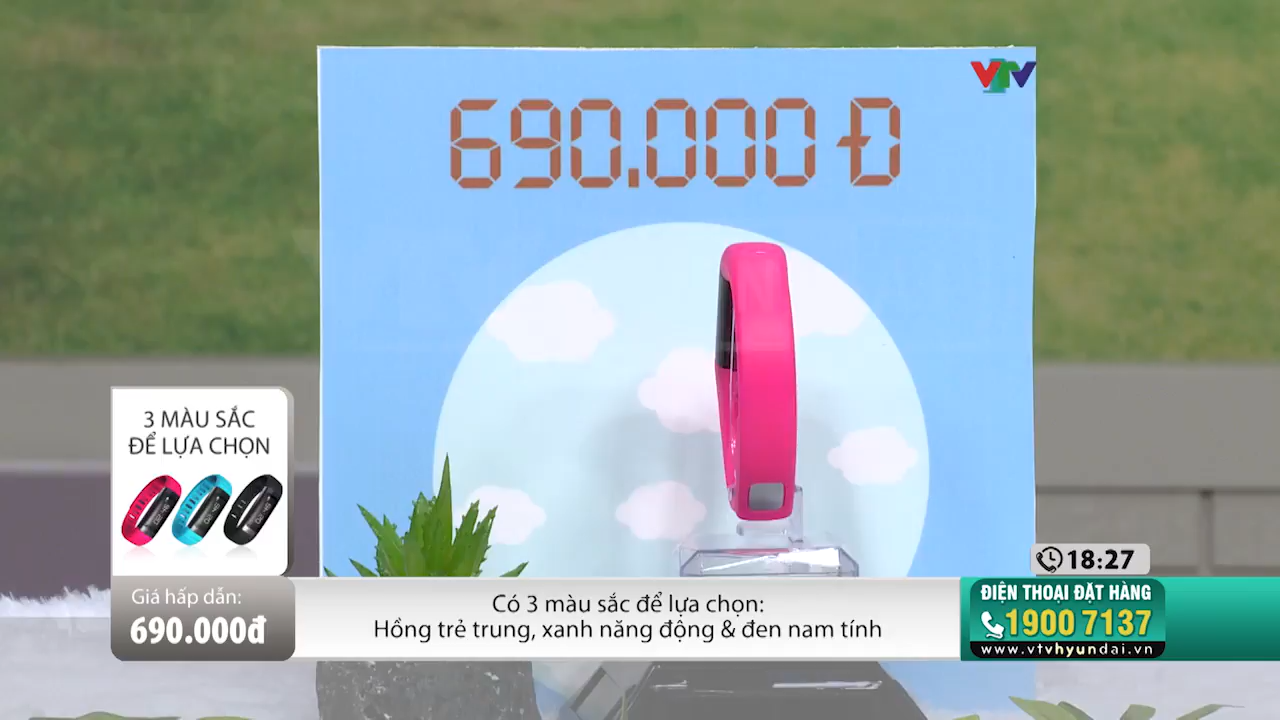 VTV
690.000 Đ
3 MÀU SẮC
ĐỂ LỰA CHỌN
Giá hấp dẫn:
690.000đ
Có 3 màu sắc để lựa chọn:
Hồng trẻ trung, xanh năng động & đen nam tính
18:27
ĐIỆN THOẠI ĐẶT HÀNG
1900 7137
www.vtvhyundai.vn